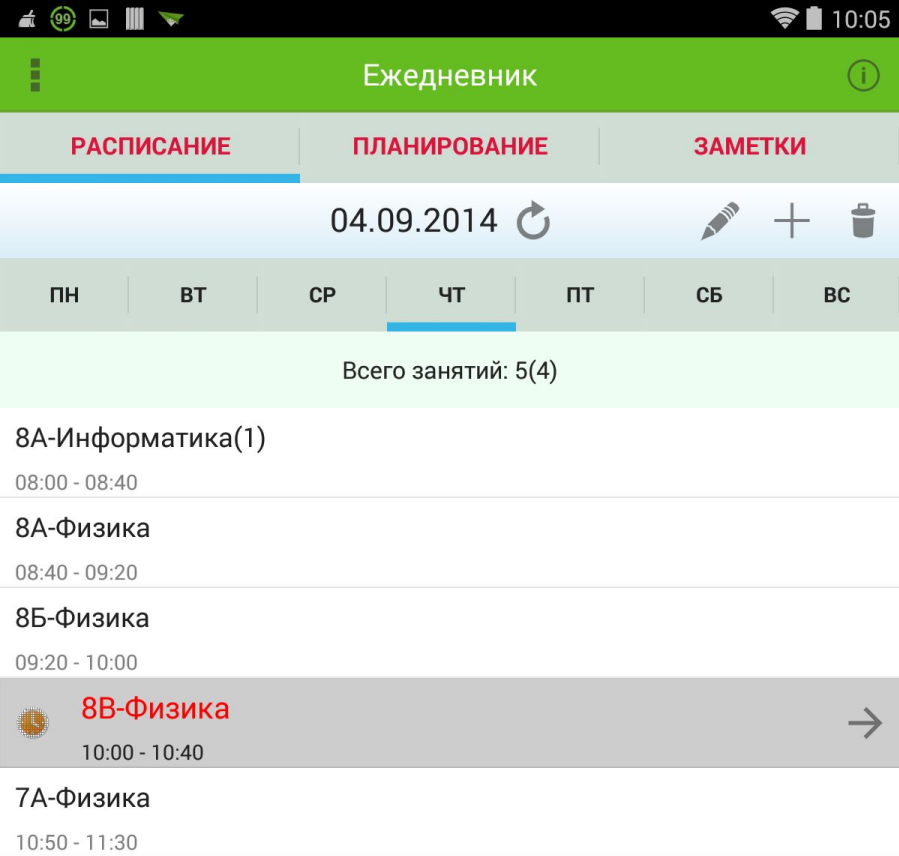 99 10:05
Ежедневник
РАСПИСАНИЕ ПЛАНИРОВАНИЕ ЗАМЕТКИ
04.09.2014
ПН ВТ СР ЧТ ПТ СБ ВС
Всего занятий: 5(4)
8А-Информатика(1)
08:00 - 08:40
8А-Физика
08:40 - 09:20
8Б-Физика
09:20 - 10:00
8В-Физика
10:00 - 10:40
7А-Физика
10:50 - 11:30